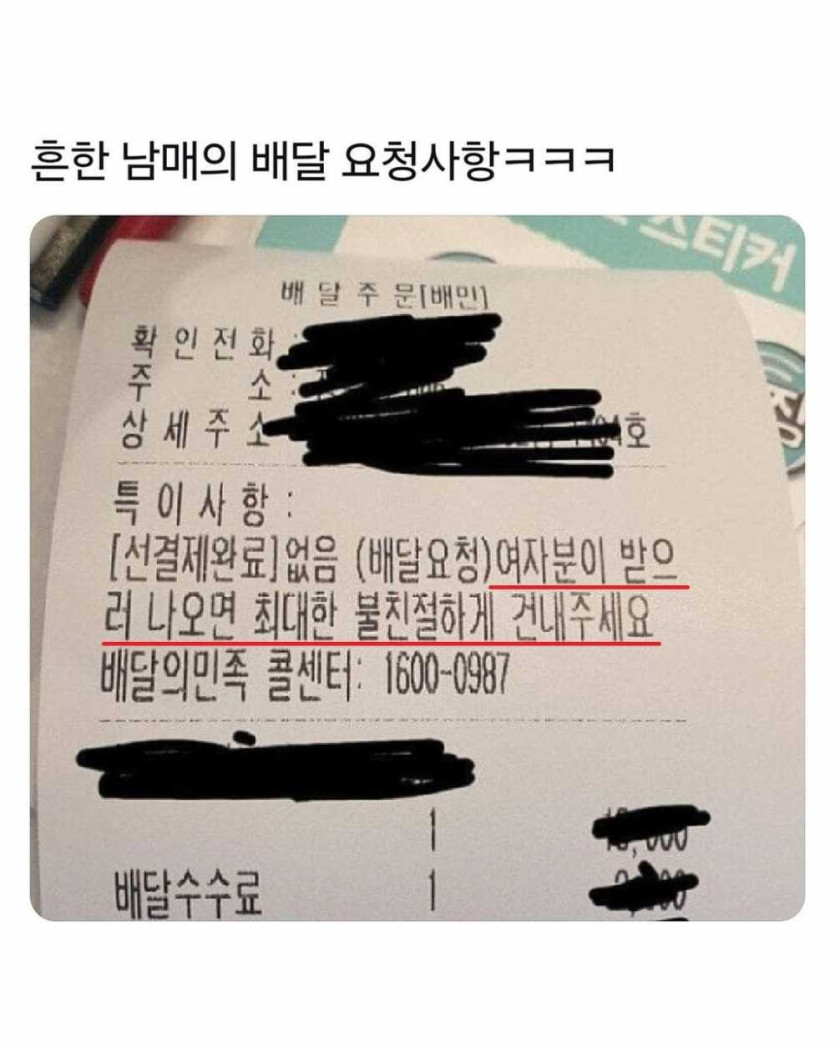 흔한 남매의 배달 요청사항ㅋㅋㅋ
스티커
배 달 주 문[배민]
확 인 전 화 :
주 소 :
상 세 주 소 호
특 이 사 항 :
[선결제완료]없음 (배달요청)여자분이 받으
러 나오면 최대한 불친절하게 건내주세요
배달의민족 콜센터: 1600-0987
1
배달수수료 1